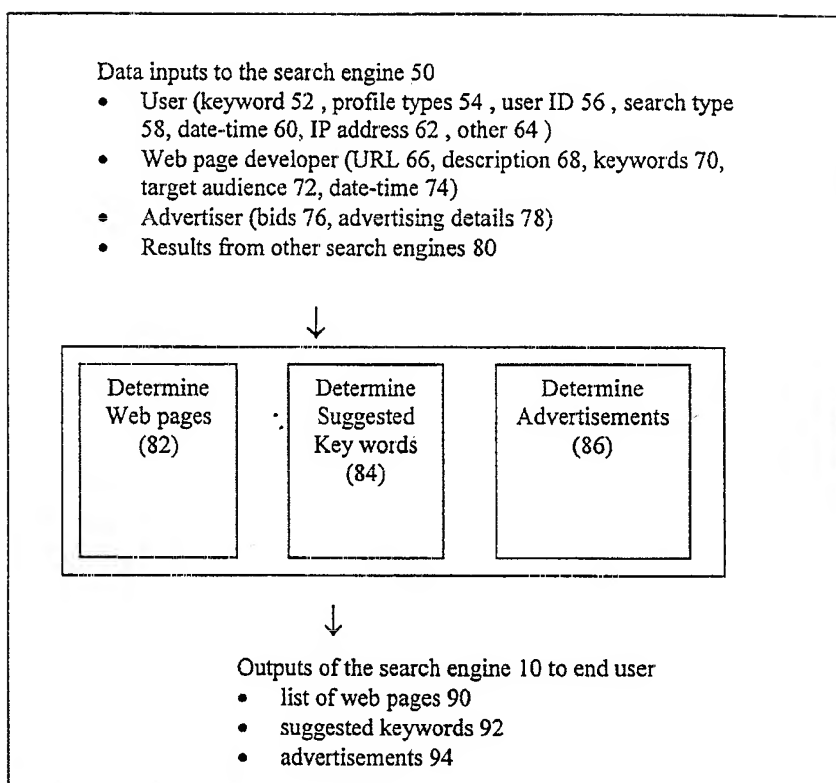 Data inputs to the search engine 50
• User (keyword 52 , profile types 54 , user ID 56 , search type
58, date-time 60, IP address 62 , other 64 )
• Web page developer (URL 66, description 68, keywords 70,
target audience 72, date-time 74)
• Advertiser (bids 76, advertising details 78)
• Results from other search engines 80
Determine
Web pages
(82)
Determine
Suggested
Key words
(84)
Determine
Advertisements
(86)
Outputs of the search engine 10 to end user
• list of web pages 90
• suggested keywords 92
• advertisements 94